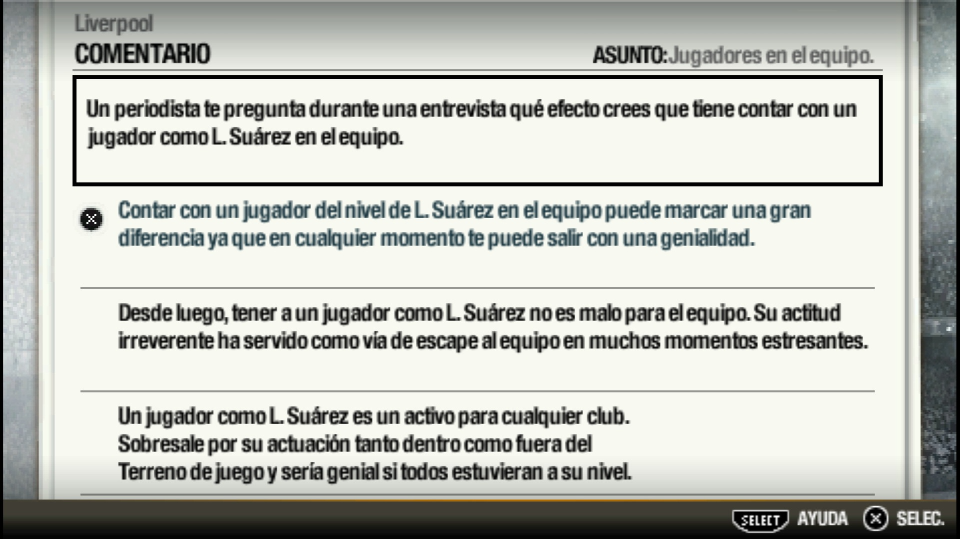 Liverpool
COMENTARIO
ASUNTO:Jugadores en el equipo.
Un periodista te pregunta durante una entrevista qué efecto crees que tiene contar con un
jugador como L. Suárez en el equipo.
Contar con un jugador del nivel de L. Suárez en el equipo puede marcar una gran
diferencia ya que en cualquier momento te puede salir con una genialidad.
Desde luego, tener a un jugador como L. Suárez no es malo para el equipo. Su actitud
irreverente ha servido como vía de escape al equipo en muchos momentos estresantes.
Un jugador como L. Suárez es un activo para cualquier club.
Sobresale por su actuación tanto dentro como fuera del
Terreno de juego y sería genial si todos estuvieran a su nivel.
SELECT AYUDA SELEC.